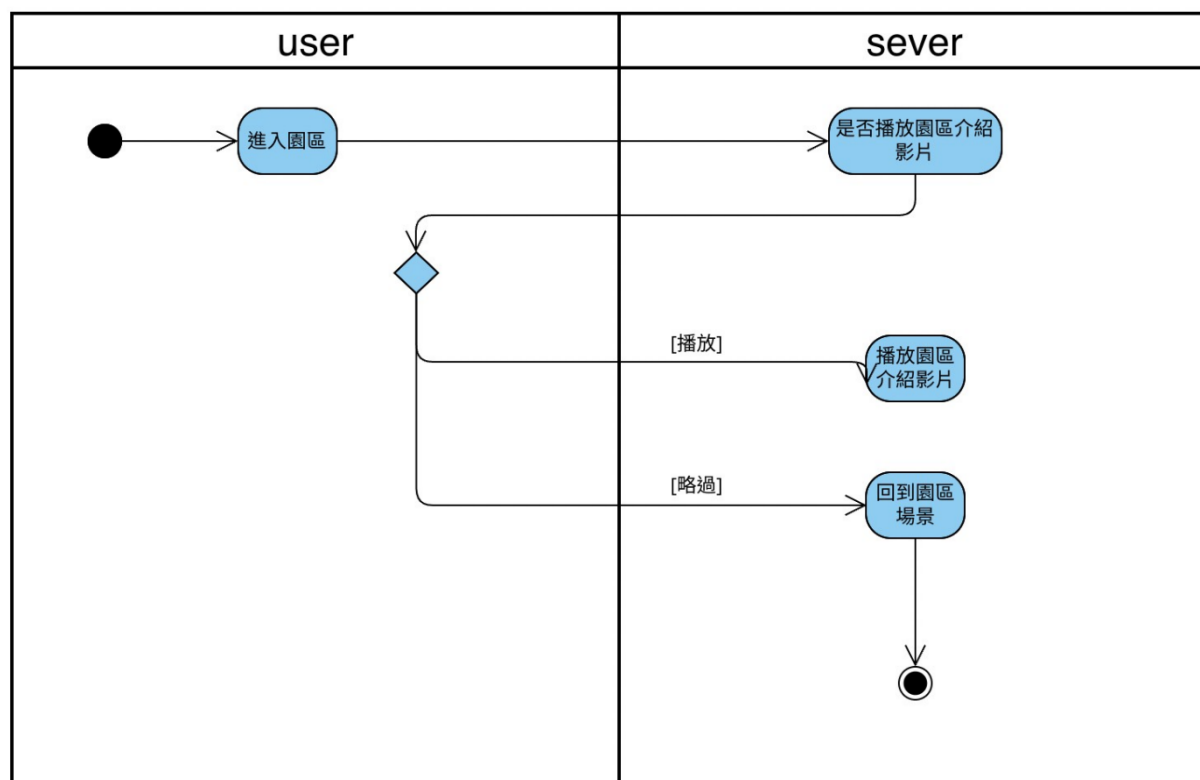 user
sever
進入園區
是否播放園區介紹
影片
[播放]
播放園區
介紹影片
[略過]
回到園區
場景